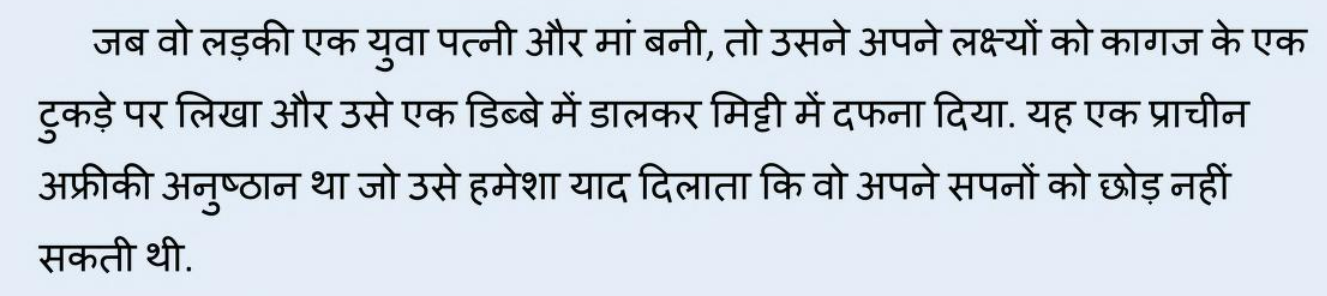 जब वो लड़की एक युवा पत्नी और मां बनी, तो उसने अपने लक्ष्यों को कागज के एक
टुकड़े पर लिखा और उसे एक डिब्बे में डालकर मिट्टी में दफना दिया. यह एक प्राचीन
अफ्रीकी अनुष्ठान था जो उसे हमेशा याद दिलाता कि वो अपने सपनों को छोड़ नहीं
सकती थी.